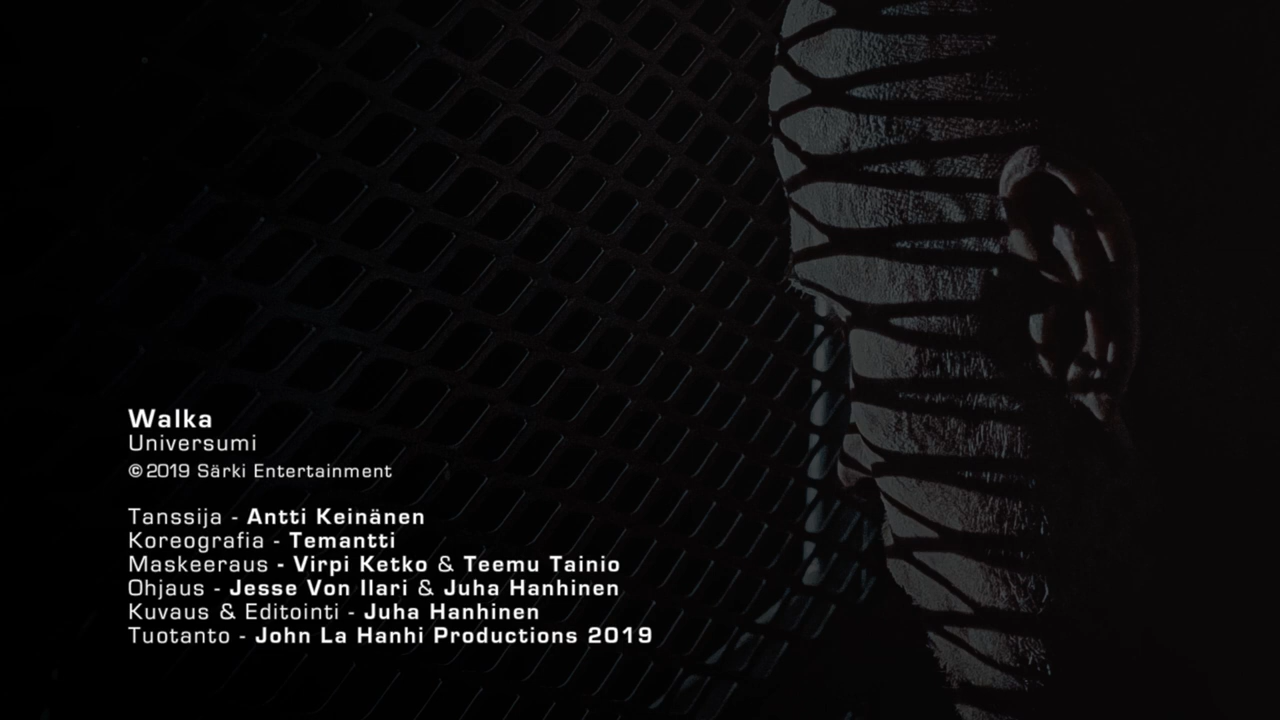 Walka
Universumi
©2019 Särki Entertainment
Tanssija - Antti Keinänen
Koreografia - Temantti
Maskeeraus - Virpi Ketko & Teemu Tainio
Ohjaus - Jesse Von Ilari & Juha Hanhinen
Kuvaus & Editointi - Juha Hanhinen
Tuotanto - John La Hanhi Productions 2019